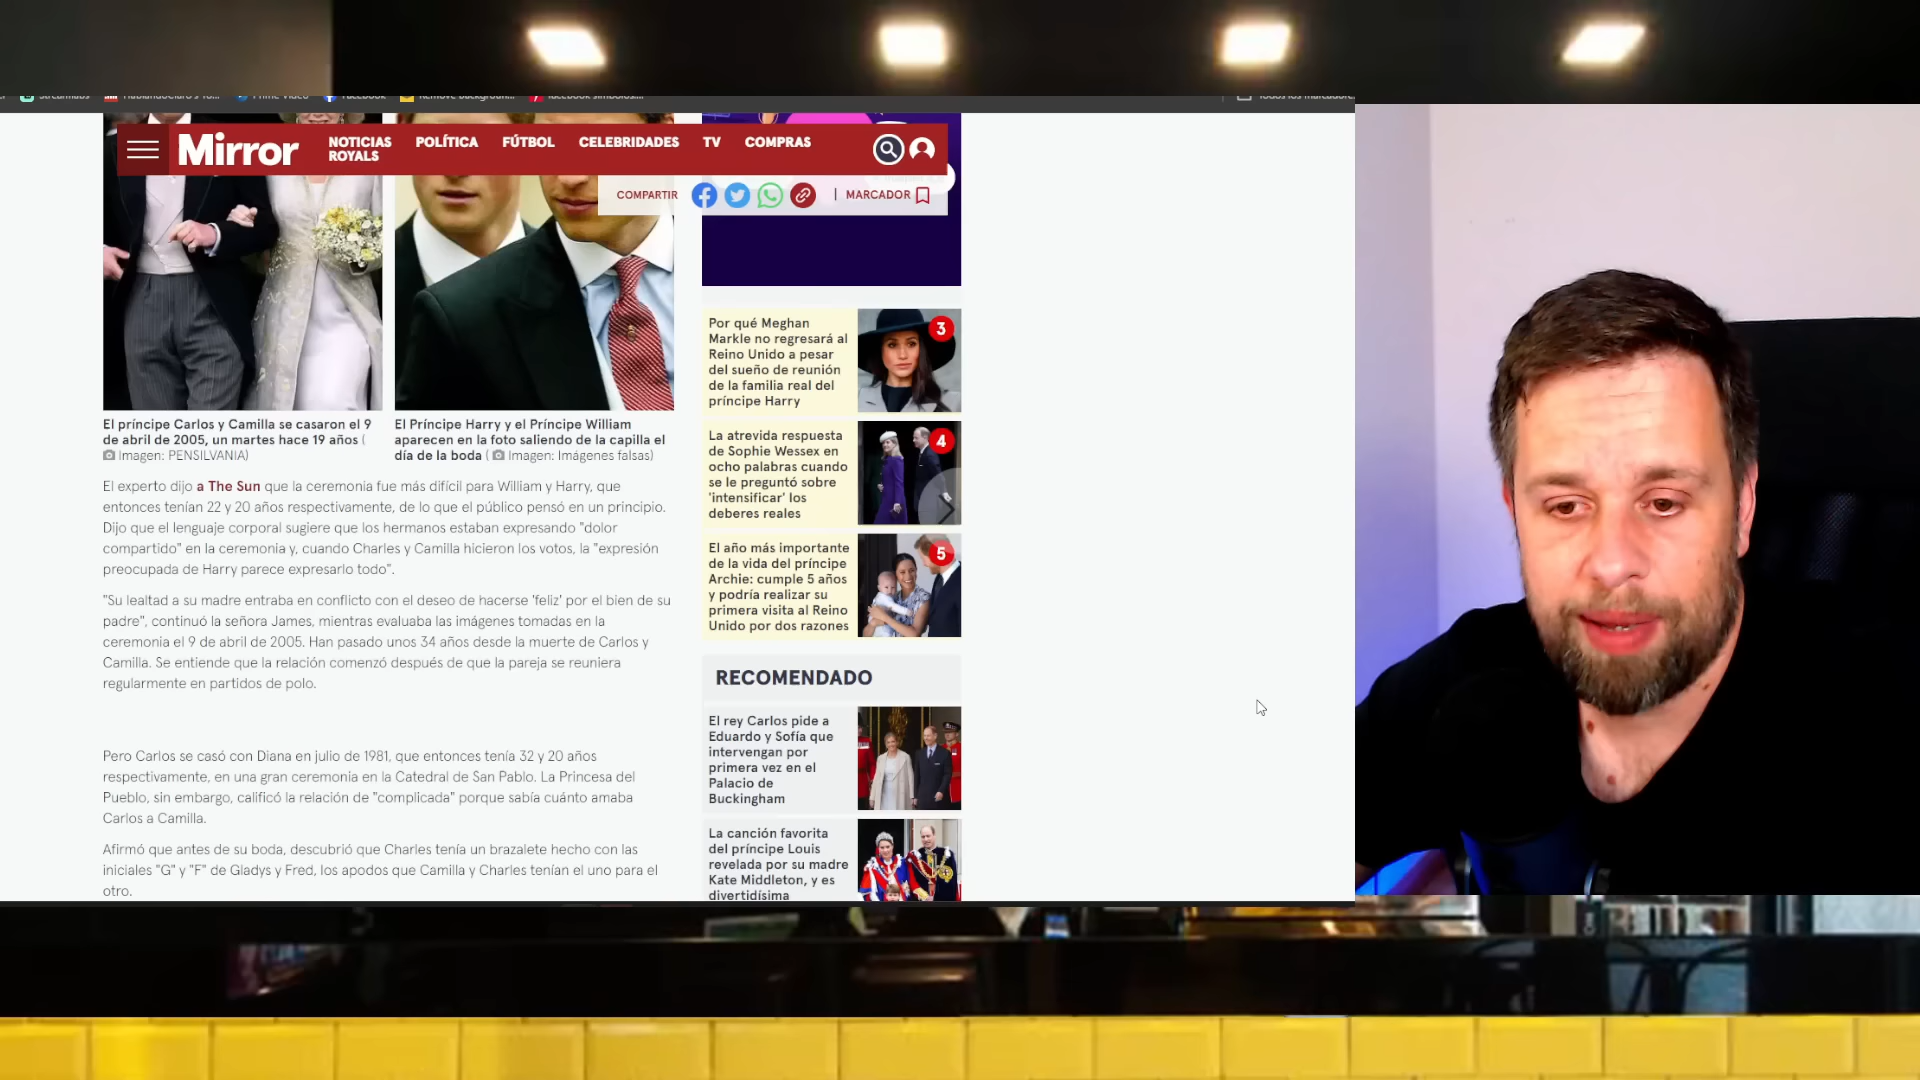 Mirror
NOTICIAS
ROYALS
POLÍTICA
FÚTBOL
CELEBRIDADES
TV
COMPRAS
COMPARTIR
| MARCADOR
El príncipe Carlos y Camilla se casaron el 9
de abril de 2005, un martes hace 19 años (
Imagen: PENSILVANIA)
El Príncipe Harry y el Príncipe William
aparecen en la foto saliendo de la capilla el
día de la boda ( Imagen: Imágenes falsas)
El experto dijo a The Sun que la ceremonia fue más difícil para William y Harry, que
entonces tenían 22 y 20 años respectivamente, de lo que el público pensó en un principio.
Dijo que el lenguaje corporal sugiere que los hermanos estaban expresando "dolor
compartido" en la ceremonia y, cuando Charles y Camilla hicieron los votos, la "expresión
preocupada de Harry parece expresarlo todo".
"Su lealtad a su madre entraba en conflicto con el deseo de hacerse 'feliz' por el bien de su
padre", continuó la señora James, mientras evaluaba las imágenes tomadas en la
ceremonia el 9 de abril de 2005. Han pasado unos 34 años desde la muerte de Carlos y
Camilla. Se entiende que la relación comenzó después de que la pareja se reuniera
regularmente en partidos de polo.
Pero Carlos se casó con Diana en julio de 1981, que entonces tenía 32 y 20 años
respectivamente, en una gran ceremonia en la Catedral de San Pablo. La Princesa del
Pueblo, sin embargo, calificó la relación de "complicada" porque sabía cuánto amaba
Carlos a Camilla.
Afirmó que antes de su boda, descubrió que Charles tenía un brazalete hecho con las
iniciales "G" y "F" de Gladys y Fred, los apodos que Camilla y Charles tenían el uno para el
otro.
Por qué Meghan
Markle no regresará al
Reino Unido a pesar
del sueño de reunión
de la familia real del
príncipe Harry
3
La atrevida respuesta
de Sophie Wessex en
ocho palabras cuando
se le preguntó sobre
'intensificar' los
deberes reales
4
El año más importante
de la vida del príncipe
Archie: cumple 5 años
y podría realizar su
primera visita al Reino
Unido por dos razones
5
RECOMENDADO
El rey Carlos pide a
Eduardo y Sofía que
intervengan por
primera vez en el
Palacio de
Buckingham
La canción favorita
del príncipe Louis
revelada por su madre
Kate Middleton, y es
divertidísima